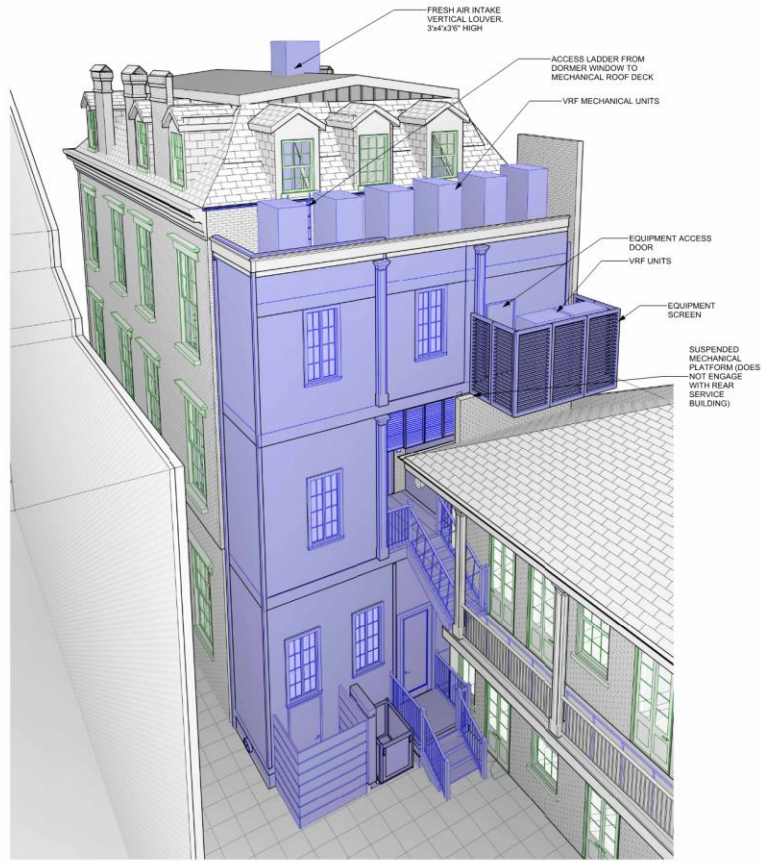 FRESH AIR INTAKE
VERTICAL LOUVER.
3'x4'x3'6" HIGH
ACCESS LADDER FROM
DORMER WINDOW TO
MECHANICAL ROOF DECK
VRF MECHANICAL UNITS
EQUIPMENT ACCESS
DOOR
VRF UNITS
EQUIPMENT
SCREEN
SUSPENDED
MECHANICAL
PLATFORM (DOES
NOT ENGAGE
WITH REAR
SERVICE
BUILDING)